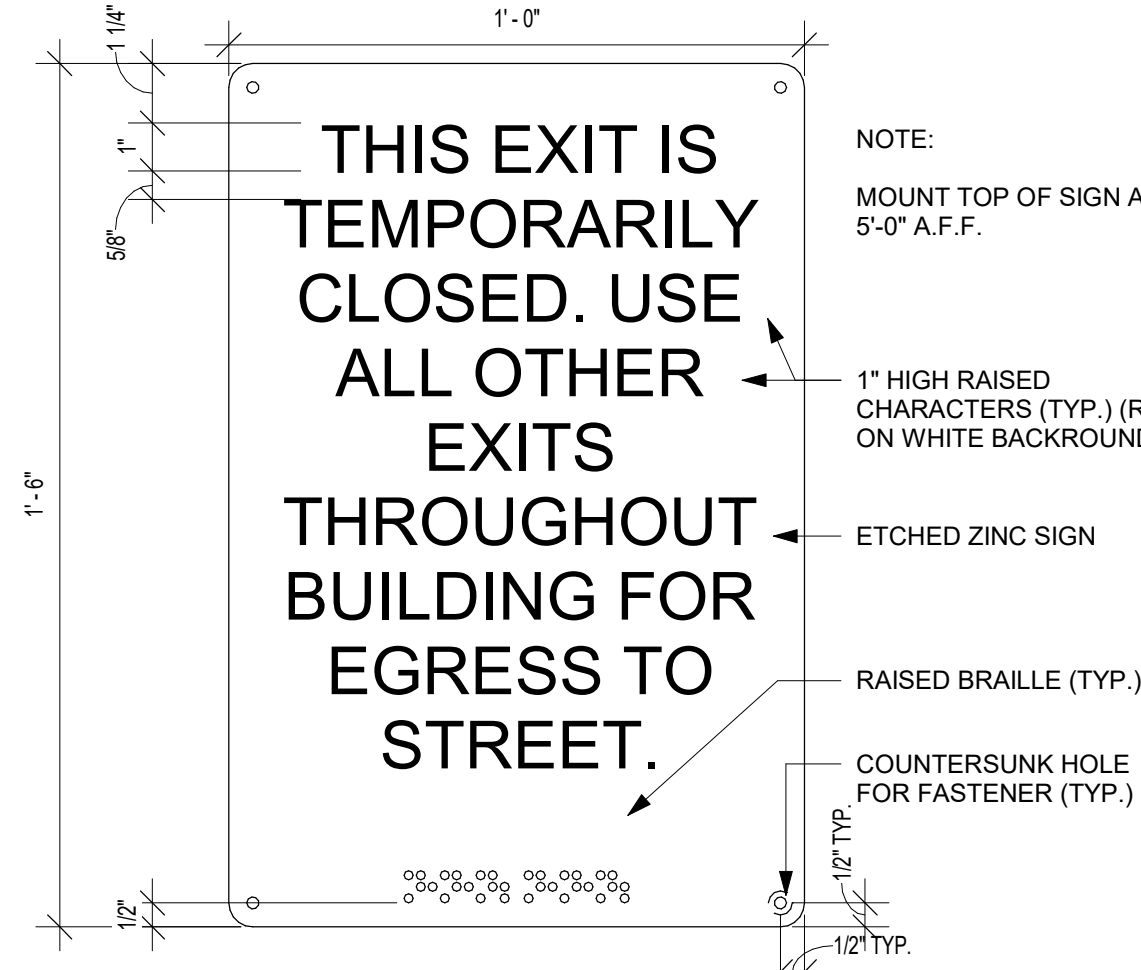 1' - 0"
1 1/4"
1"
5/8"
1' - 6"
1/2"
THIS EXIT IS
TEMPORARILY
CLOSED. USE
ALL OTHER
EXITS
THROUGHOUT
BUILDING FOR
EGRESS TO
STREET.
NOTE:
MOUNT TOP OF SIGN
5'-0" A.F.F.
1" HIGH RAISED
CHARACTERS (TYP.)
ON WHITE BACKROUND
ETCHED ZINC SIGN
RAISED BRAILLE (TYP.)
COUNTERSUNK HOLE
FOR FASTENER (TYP.)
1/2" TYP.
1/2" TYP.